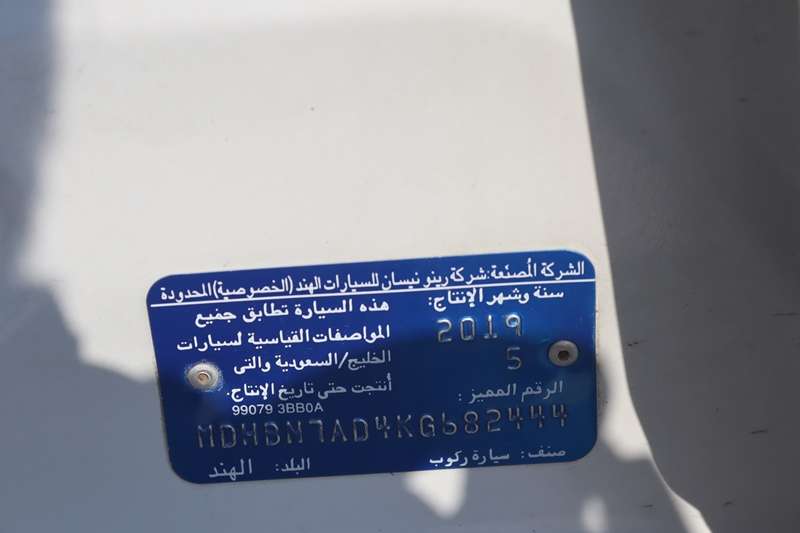 الشركة المُصنّعة: شركة رينو نيسان للسيارات الهند (الخصوصية) المحدودة
سنة وشهر الإنتاج:
2019
5
هذه السيارة تطابق جميع
المواصفات القياسية لسيارات
الخليج/السعودية والتى
أنتجت حتى تاريخ الإنتاج.
99079 3BB0A
الرقم المميز:
MDHBN7AD4KG682444
صنف: سيارة ركوب
البلد: الهند